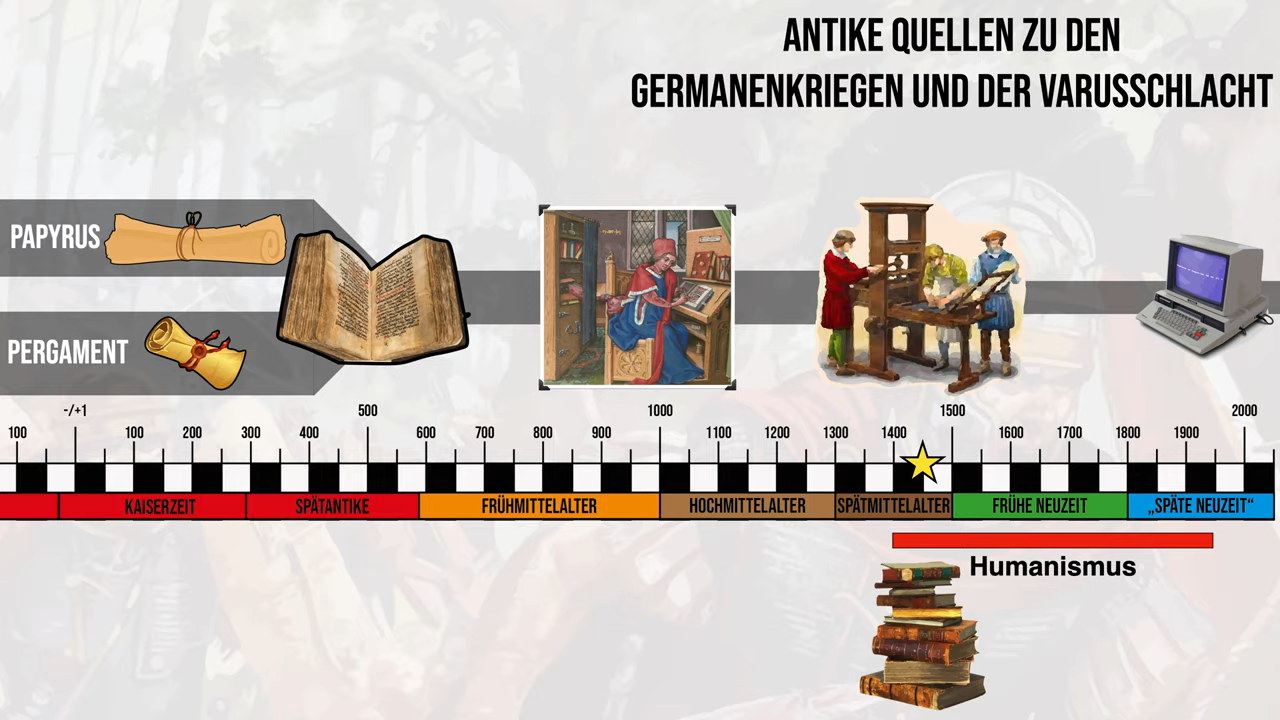 ANTIKE QUELLEN ZU DEN
GERMANENKRIEGEN UND DER VARUSSCHLACHT
PAPYRUS
PERGAMENT
-/+1 500 1000 1500 2000
100 100 200 300 400 600 700 800 900 1100 1200 1300 1400 1600 1700 1800 1900
KAISERZEIT SPÄTANTIKE FRÜHMITTELALTER HOCHMITTELALTER SPÄTMITTELALTER FRÜHE NEUZEIT „SPÄTE NEUZEIT“
Humanismus